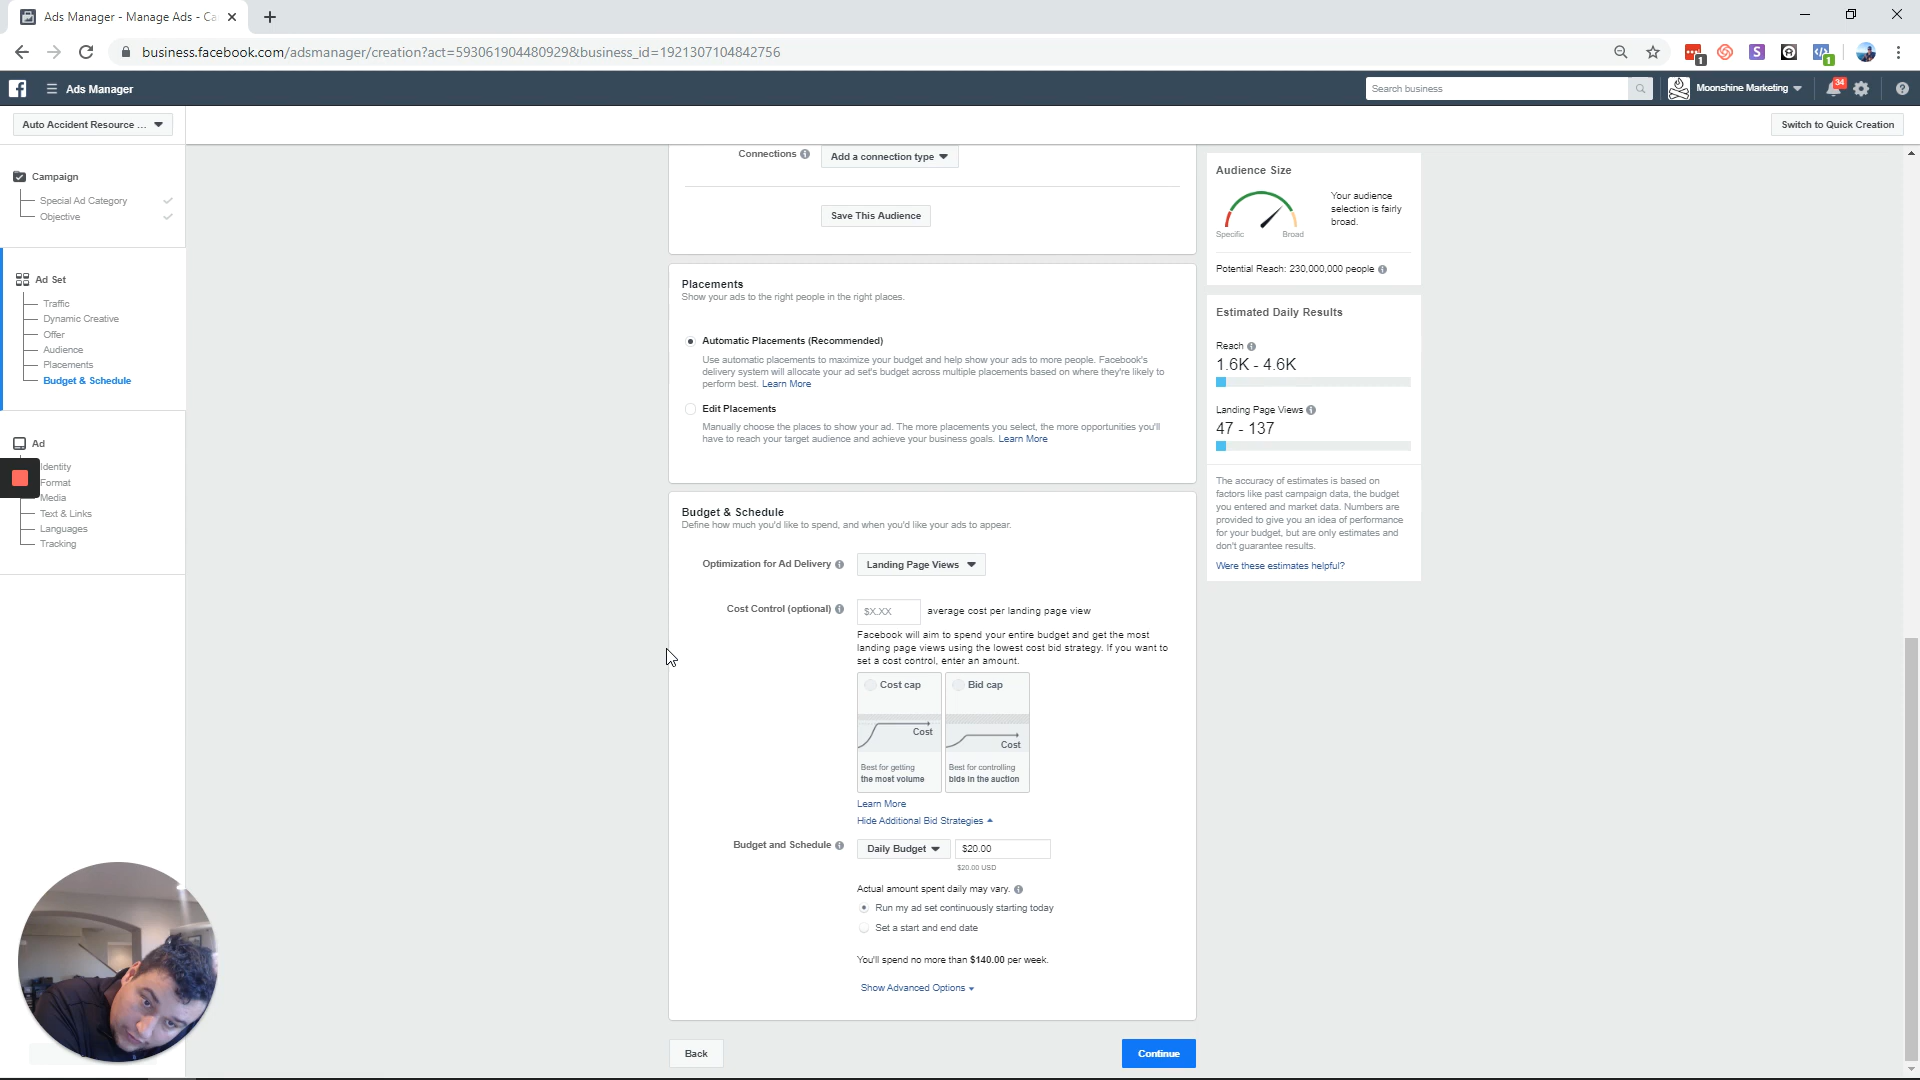 Ads Manager - Manage Ads - Ca
business.facebook.com/adsmanager/creation?act=593061904480929&business_id=1921307104842756
S
1
1
Ads Manager
Search business
Moonshine Marketing
34
Auto Accident Resource ...
Switch to Quick Creation
Campaign
Special Ad Category
Objective
Ad Set
Traffic
Dynamic Creative
Offer
Audience
Placements
Budget & Schedule
Ad
Identity
Format
Media
Text & Links
Languages
Tracking
Connections
Add a connection type
Save This Audience
Placements
Show your ads to the right people in the right places.
Automatic Placements (Recommended)
Use automatic placements to maximize your budget and help show your ads to more people. Facebook's
delivery system will allocate your ad set's budget across multiple placements based on where they're likely to
perform best. Learn More
Edit Placements
Manually choose the places to show your ad. The more placements you select, the more opportunities you'll
have to reach your target audience and achieve your business goals. Learn More
Budget & Schedule
Define how much you'd like to spend, and when you'd like your ads to appear.
Optimization for Ad Delivery
Landing Page Views
Cost Control (optional)
$X.XX
average cost per landing page view
Facebook will aim to spend your entire budget and get the most
landing page views using the lowest cost bid strategy. If you want to
set a cost control, enter an amount.
Cost cap
Cost
Best for getting
the most volume
Bid cap
Cost
Best for controlling
bids in the auction
Learn More
Hide Additional Bid Strategies
Budget and Schedule
Daily Budget
$20.00
$20.00 USD
Actual amount spent daily may vary.
Run my ad set continuously starting today
Set a start and end date
You'll spend no more than $140.00 per week.
Show Advanced Options
Back
Continue
Audience Size
Specific
Broad
Your audience
selection is fairly
broad.
Potential Reach: 230,000,000 people
Estimated Daily Results
Reach
1.6K - 4.6K
Landing Page Views
47 - 137
The accuracy of estimates is based on
factors like past campaign data, the budget
you entered and market data. Numbers are
provided to give you an idea of performance
for your budget, but are only estimates and
don't guarantee results.
Were these estimates helpful?